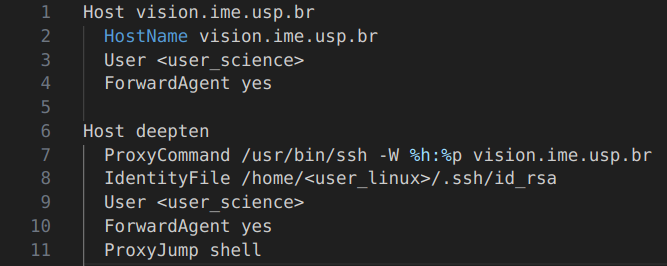 1 Host vision.ime.usp.br
2 HostName vision.ime.usp.br
3 User <user_science>
4 ForwardAgent yes
5
6 Host deepten
7 ProxyCommand /usr/bin/ssh -W %h:%p vision.ime.usp.br
8 IdentityFile /home/<user_linux>/.ssh/id_rsa
9 User <user_science>
10 ForwardAgent yes
11 ProxyJump shell